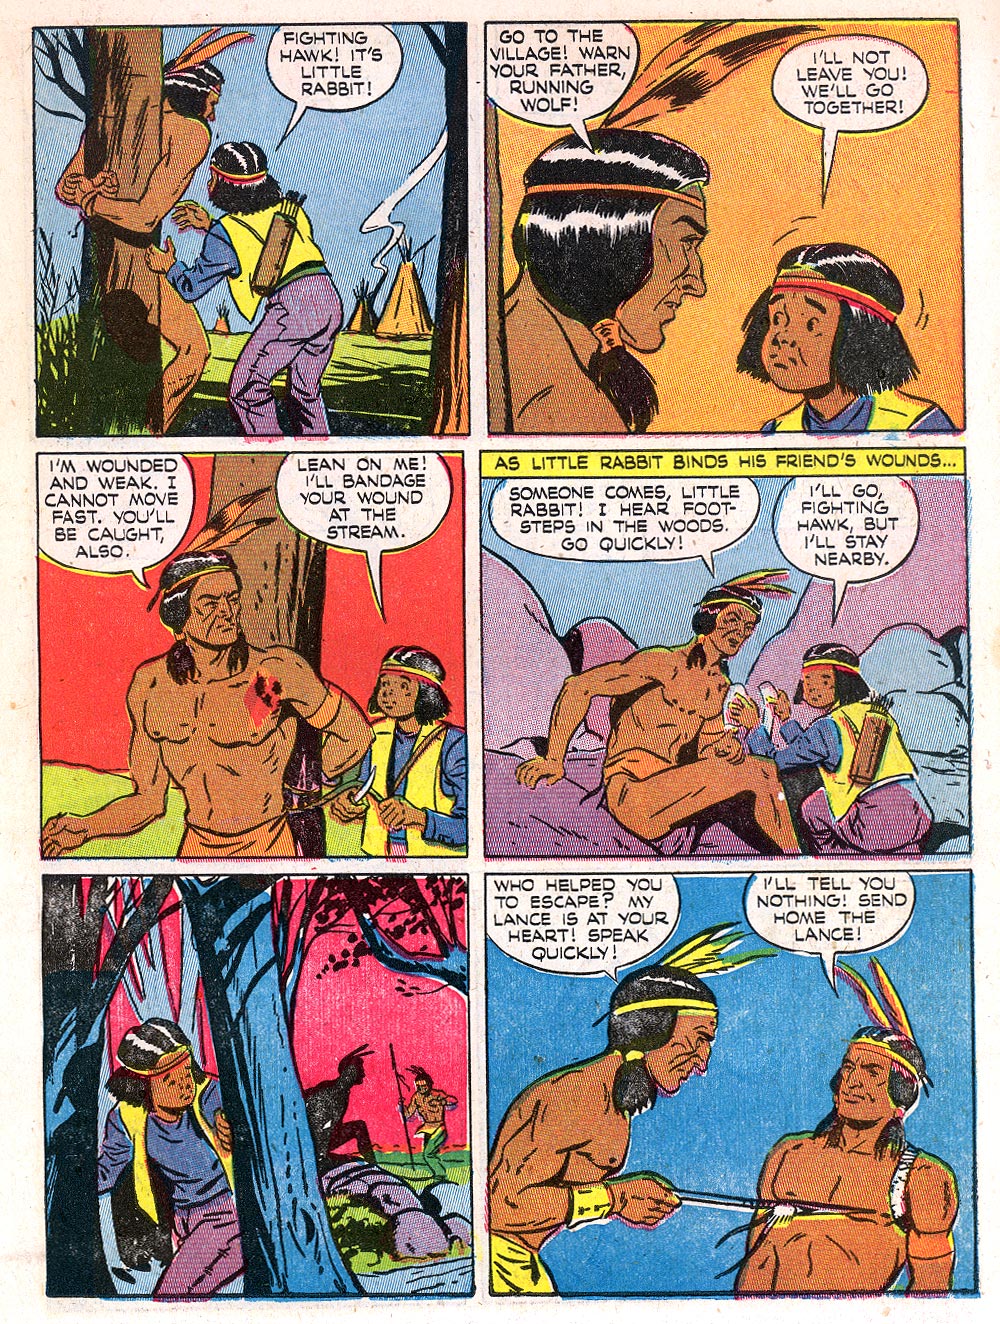 FIGHTING
HAWK! IT'S
LITTLE
RABBIT!
GO TO THE
VILLAGE! WARN
YOUR FATHER,
RUNNING
WOLF!
I'LL NOT
LEAVE YOU!
WE'LL GO
TOGETHER!
I'M WOUNDED
AND WEAK. I
CANNOT MOVE
FAST. YOU'LL
BE CAUGHT,
ALSO.
LEAN ON ME!
I'LL BANDAGE
YOUR WOUND
AT THE
STREAM.
AS LITTLE RABBIT BINDS HIS FRIEND'S WOUNDS...
SOMEONE COMES, LITTLE
RABBIT! I HEAR FOOT-
STEPS IN THE WOODS.
GO QUICKLY!
I'LL GO,
FIGHTING
HAWK, BUT
I'LL STAY
NEARBY.
WHO HELPED YOU
TO ESCAPE? MY
LANCE IS AT YOUR
HEART! SPEAK
QUICKLY!
I'LL TELL YOU
NOTHING! SEND
HOME THE
LANCE!